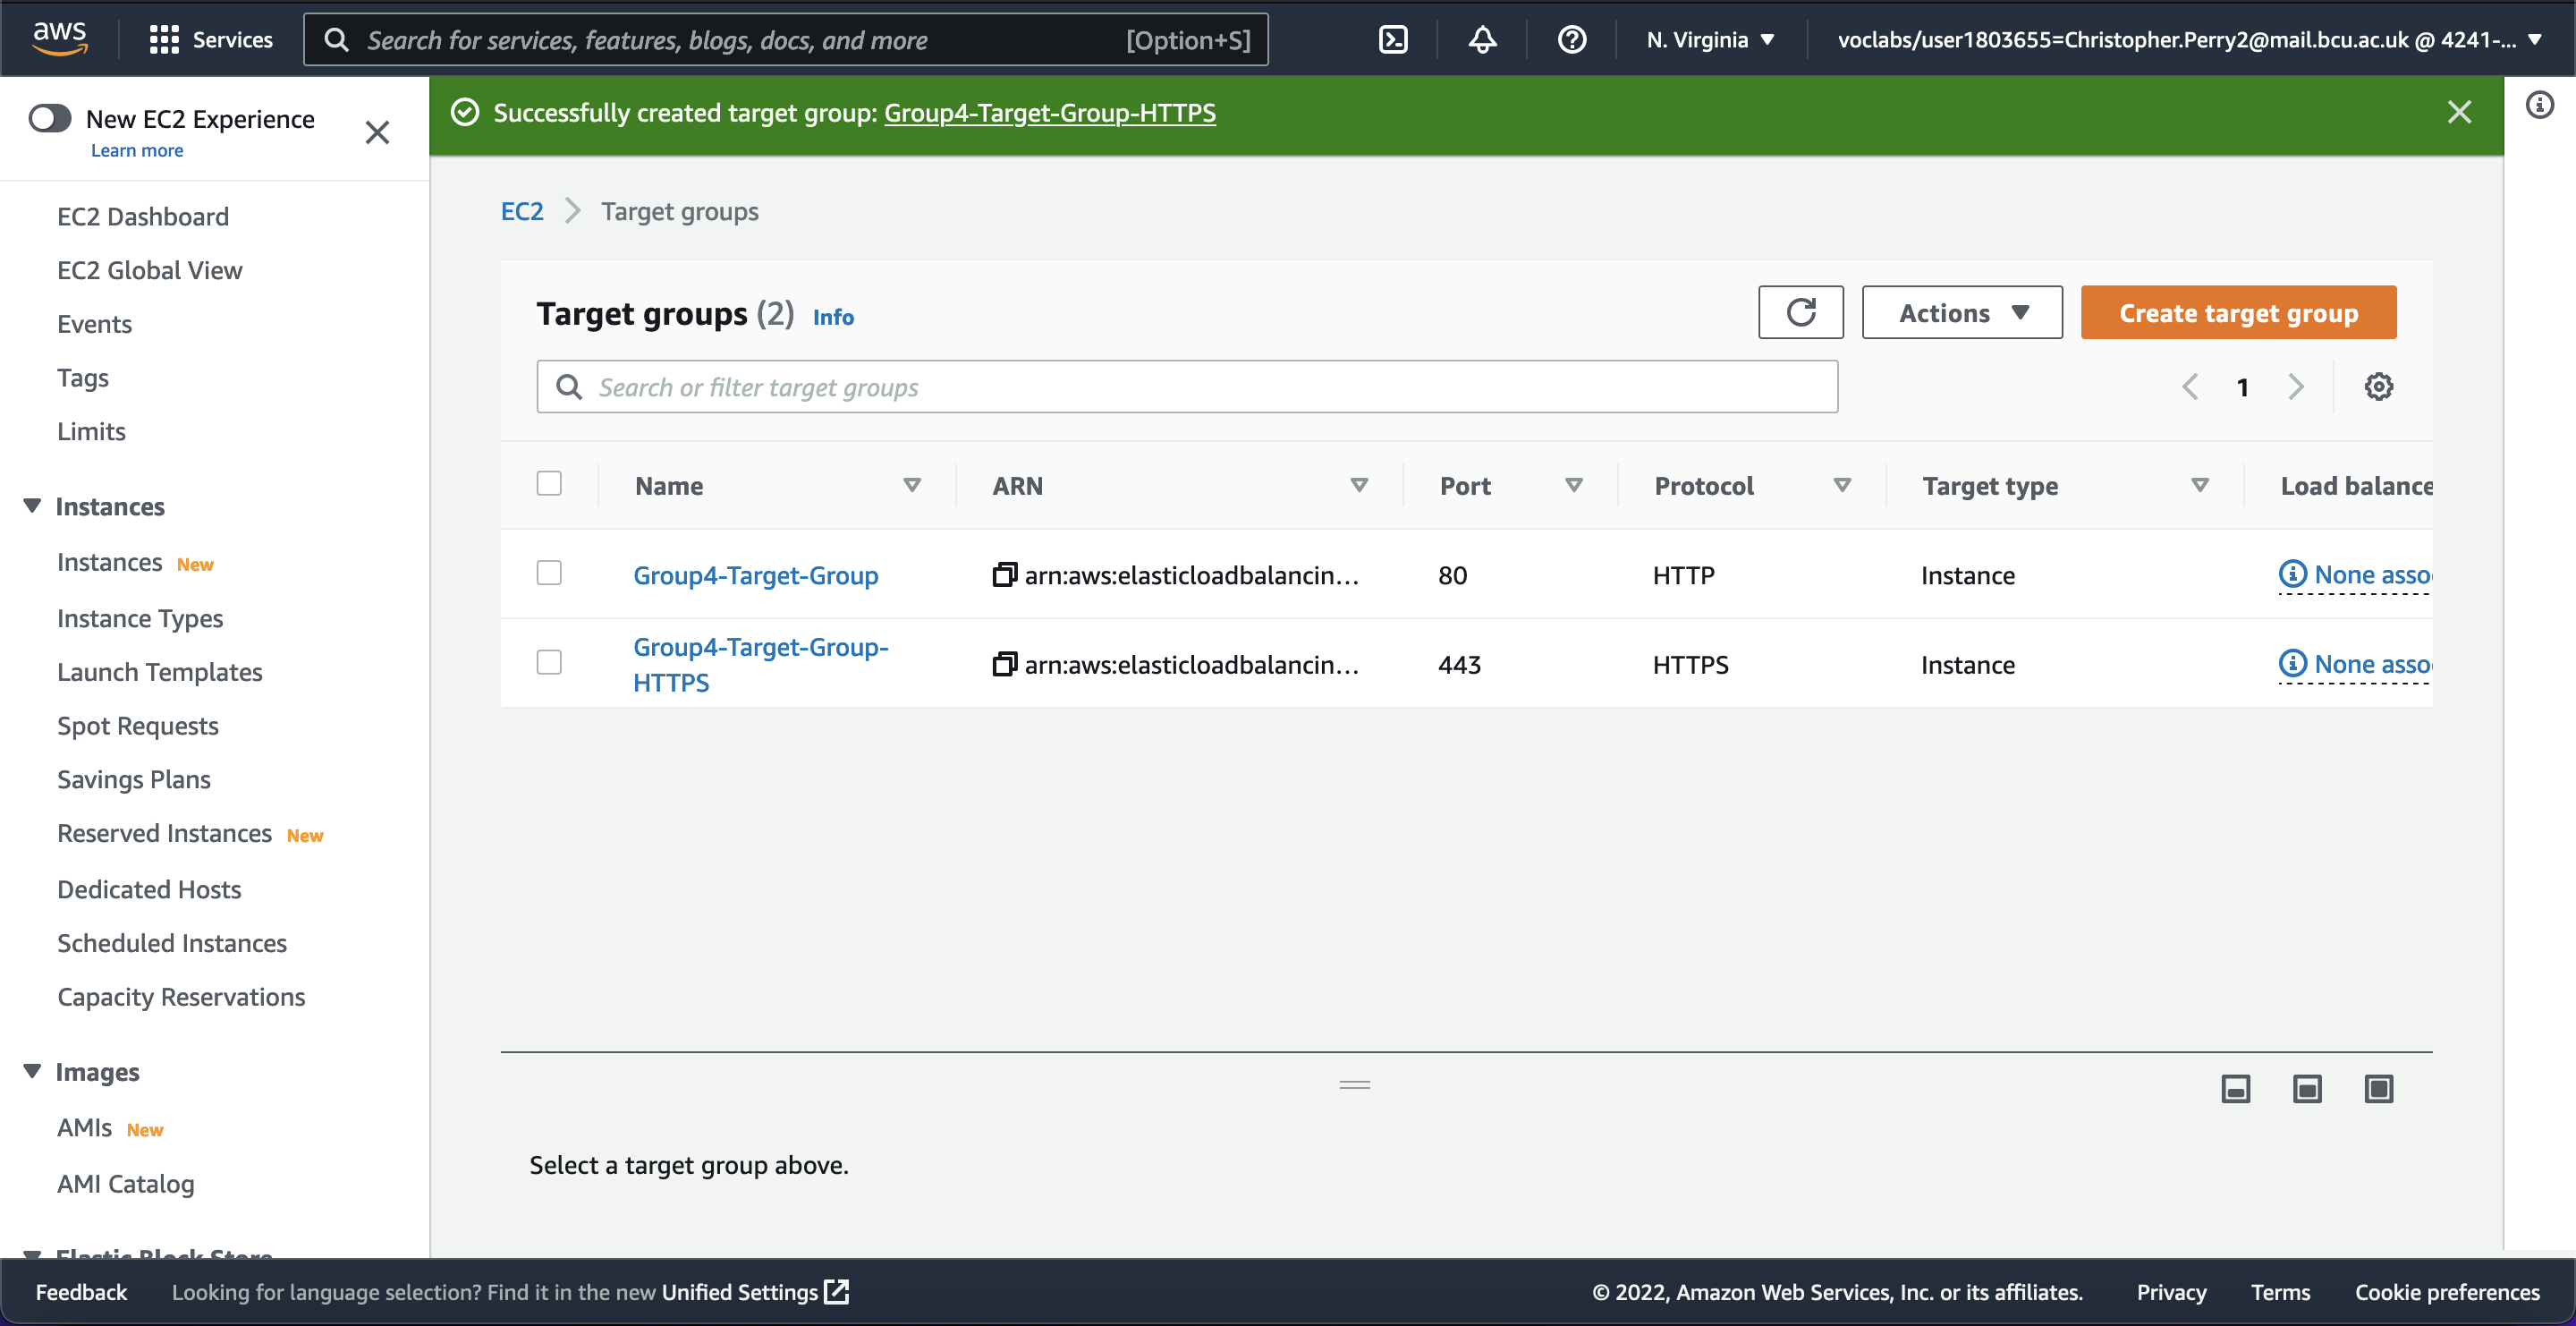 aws
Services
Search for services, features, blogs, docs, and more
[Option+S]
N. Virginia
voclabs/user1803655=Christopher.Perry2@mail.bcu.ac.uk @ 4241-...
New EC2 Experience
Learn more
EC2 Dashboard
EC2 Global View
Events
Tags
Limits
Instances
Instances New
Instance Types
Launch Templates
Spot Requests
Savings Plans
Reserved Instances New
Dedicated Hosts
Scheduled Instances
Capacity Reservations
Images
AMIs New
AMI Catalog
Elastic Block Store
Successfully created target group: Group4-Target-Group-HTTPS
EC2 Target groups
Target groups (2) Info
Actions
Create target group
Search or filter target groups
1
Name ARN Port Protocol Target type Load balance
Group4-Target-Group arn:aws:elasticloadbalancin... 80 HTTP Instance None asso
Group4-Target-Group-
HTTPS
arn:aws:elasticloadbalancin... 443 HTTPS Instance None asso
Select a target group above.
Feedback
Looking for language selection? Find it in the new Unified Settings
© 2022, Amazon Web Services, Inc. or its affiliates.
Privacy
Terms
Cookie preferences